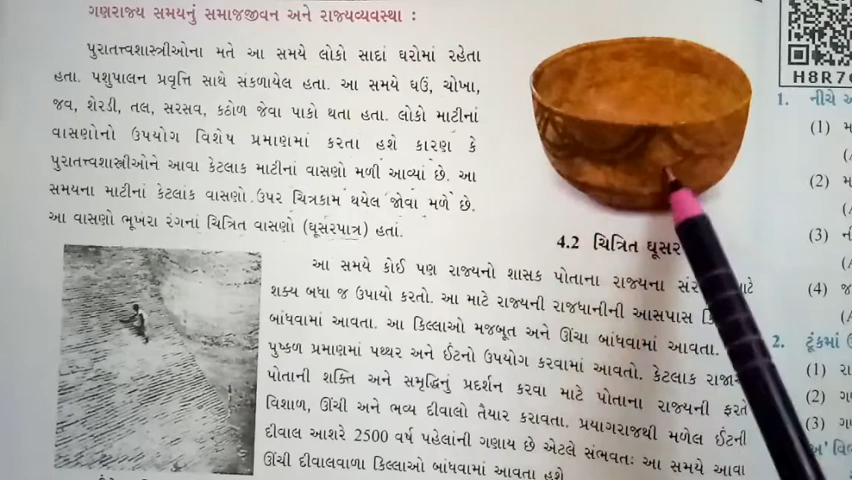 ગણરાજ્ય સમયનું સમાજજીવન અને રાજ્યવ્યવસ્થા :
પુરાતત્ત્વશાસ્ત્રીઓના મતે આ સમયે લોકો સાદાં ઘરોમાં રહેતા
હતા. પશુપાલન પ્રવૃત્તિ સાથે સંકળાયેલ હતા. આ સમયે ઘઉં, ચોખા,
જવ, શેરડી, તલ, સરસવ, કઠોળ જેવા પાકો થતા હતા. લોકો માટીનાં
વાસણોનો ઉપયોગ વિશેષ પ્રમાણમાં કરતા હશે કારણ કે
પુરાતત્ત્વશાસ્ત્રીઓને આવા કેટલાક માટીનાં વાસણો મળી આવ્યાં છે. આ
સમયના માટીનાં કેટલાંક વાસણો ઉપર ચિત્રકામ થયેલ જોવા મળે છે.
આ વાસણો ભૂખરા રંગનાં ચિત્રિત વાસણો (ઘૂસરપાત્ર) હતાં.
4.2 ચિત્રિત ઘૂસર
આ સમયે કોઈ પણ રાજ્યનો શાસક પોતાના રાજ્યના
શક્ય બધા જ ઉપાયો કરતો. આ માટે રાજ્યની રાજધાનીની આસપાસ
બાંધવામાં આવતા. આ કિલ્લાઓ મજબૂત અને ઊંચા બાંધવામાં આવતા.
પુષ્કળ પ્રમાણમાં પથ્થર અને ઈંટનો ઉપયોગ કરવામાં આવતો. કેટલાક
પોતાની શક્તિ અને સમૃદ્ધિનું પ્રદર્શન કરવા માટે પોતાના રાજ્યની ફરતે
વિશાળ, ઊંચી અને ભવ્ય દીવાલો તૈયાર કરાવતા. પ્રયાગરાજથી મળેલ ઈંટની
દીવાલ આશરે 2500 વર્ષ પહેલાંની ગણાય છે એટલે સંભવતઃ આ સમયે આવા
ઊંચી દીવાલવાળા કિલ્લાઓ બાંધવામાં આવતા હશે
H8R7
1. નીચે
(1)
(2)
(3)
(4)
2. ટૂંકમાં
(1)
(2)
(3)